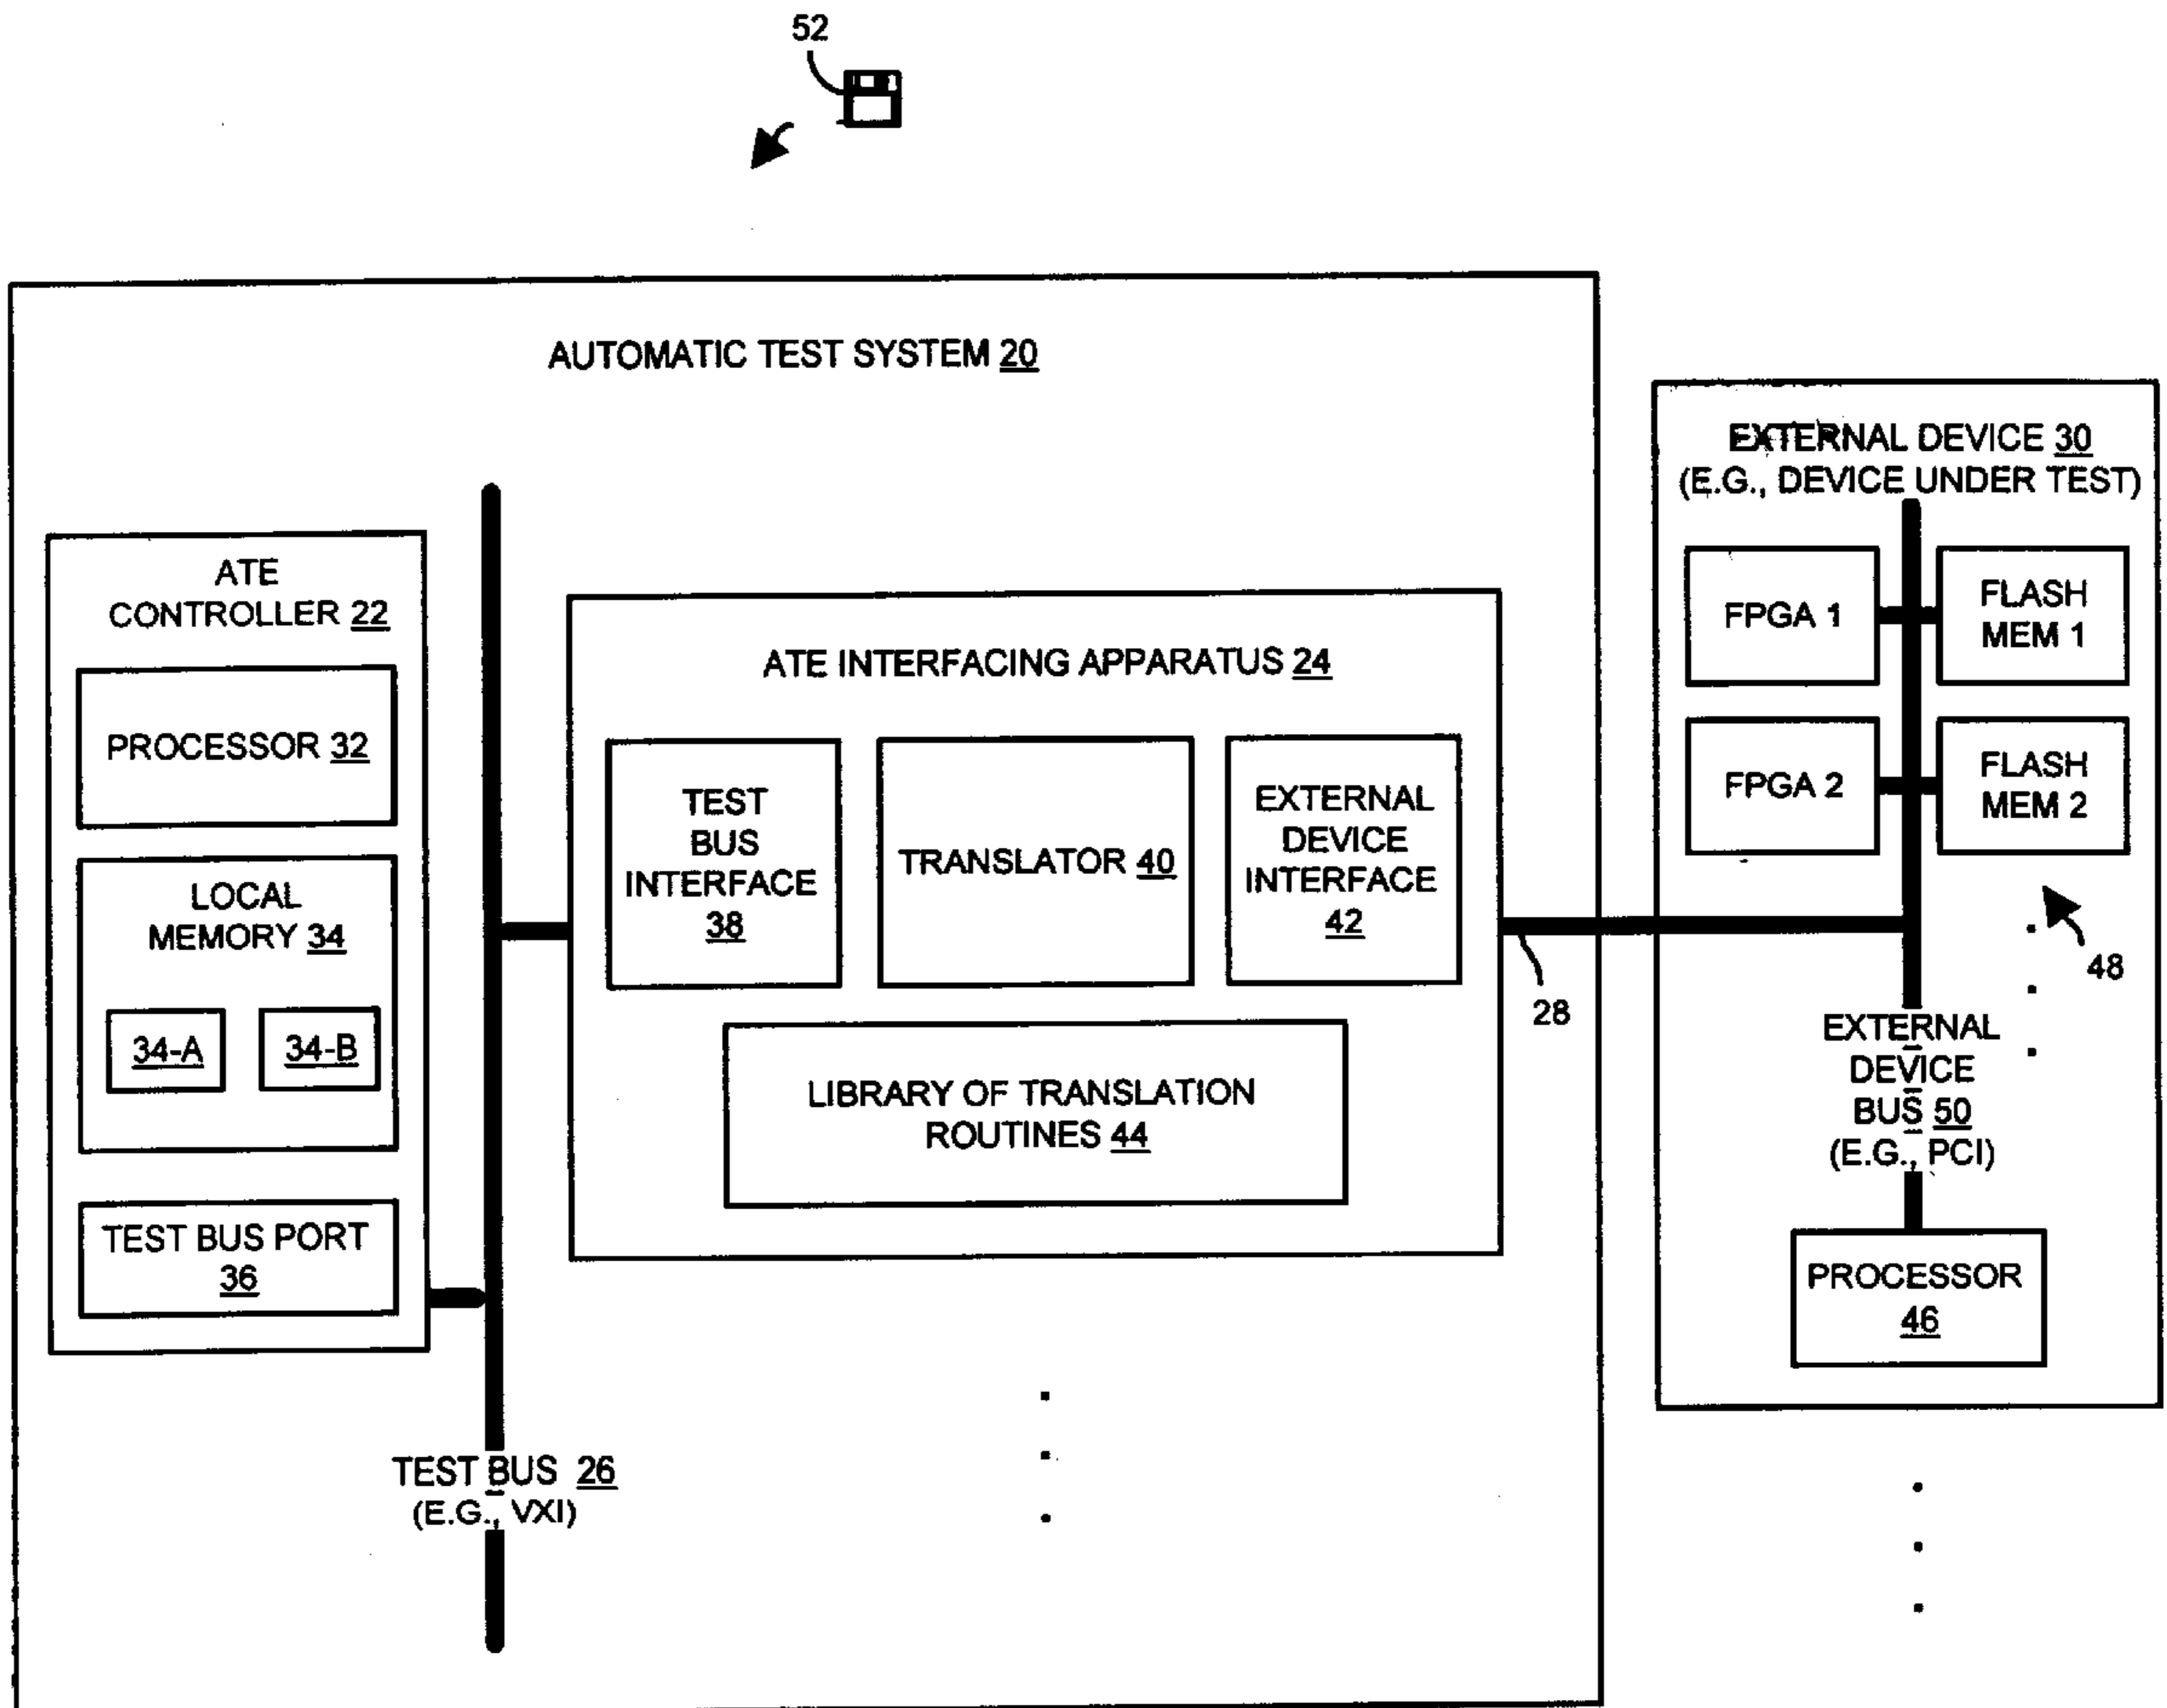 52
AUTOMATIC TEST SYSTEM 20
ATE
CONTROLLER 22
PROCESSOR 32
LOCAL
MEMORY 34
34-A
34-B
TEST BUS PORT
36
TEST BUS 26
(E.G., VXI)
ATE INTERFACING APPARATUS 24
TEST
BUS
INTERFACE
38
TRANSLATOR 40
EXTERNAL
DEVICE
INTERFACE
42
LIBRARY OF TRANSLATION
ROUTINES 44
28
EXTERNAL DEVICE 30
(E.G., DEVICE UNDER TEST)
FPGA 1
FLASH
MEM 1
FPGA 2
FLASH
MEM 2
48
EXTERNAL
DEVICE
BUS 50
(E.G., PCI)
PROCESSOR
46